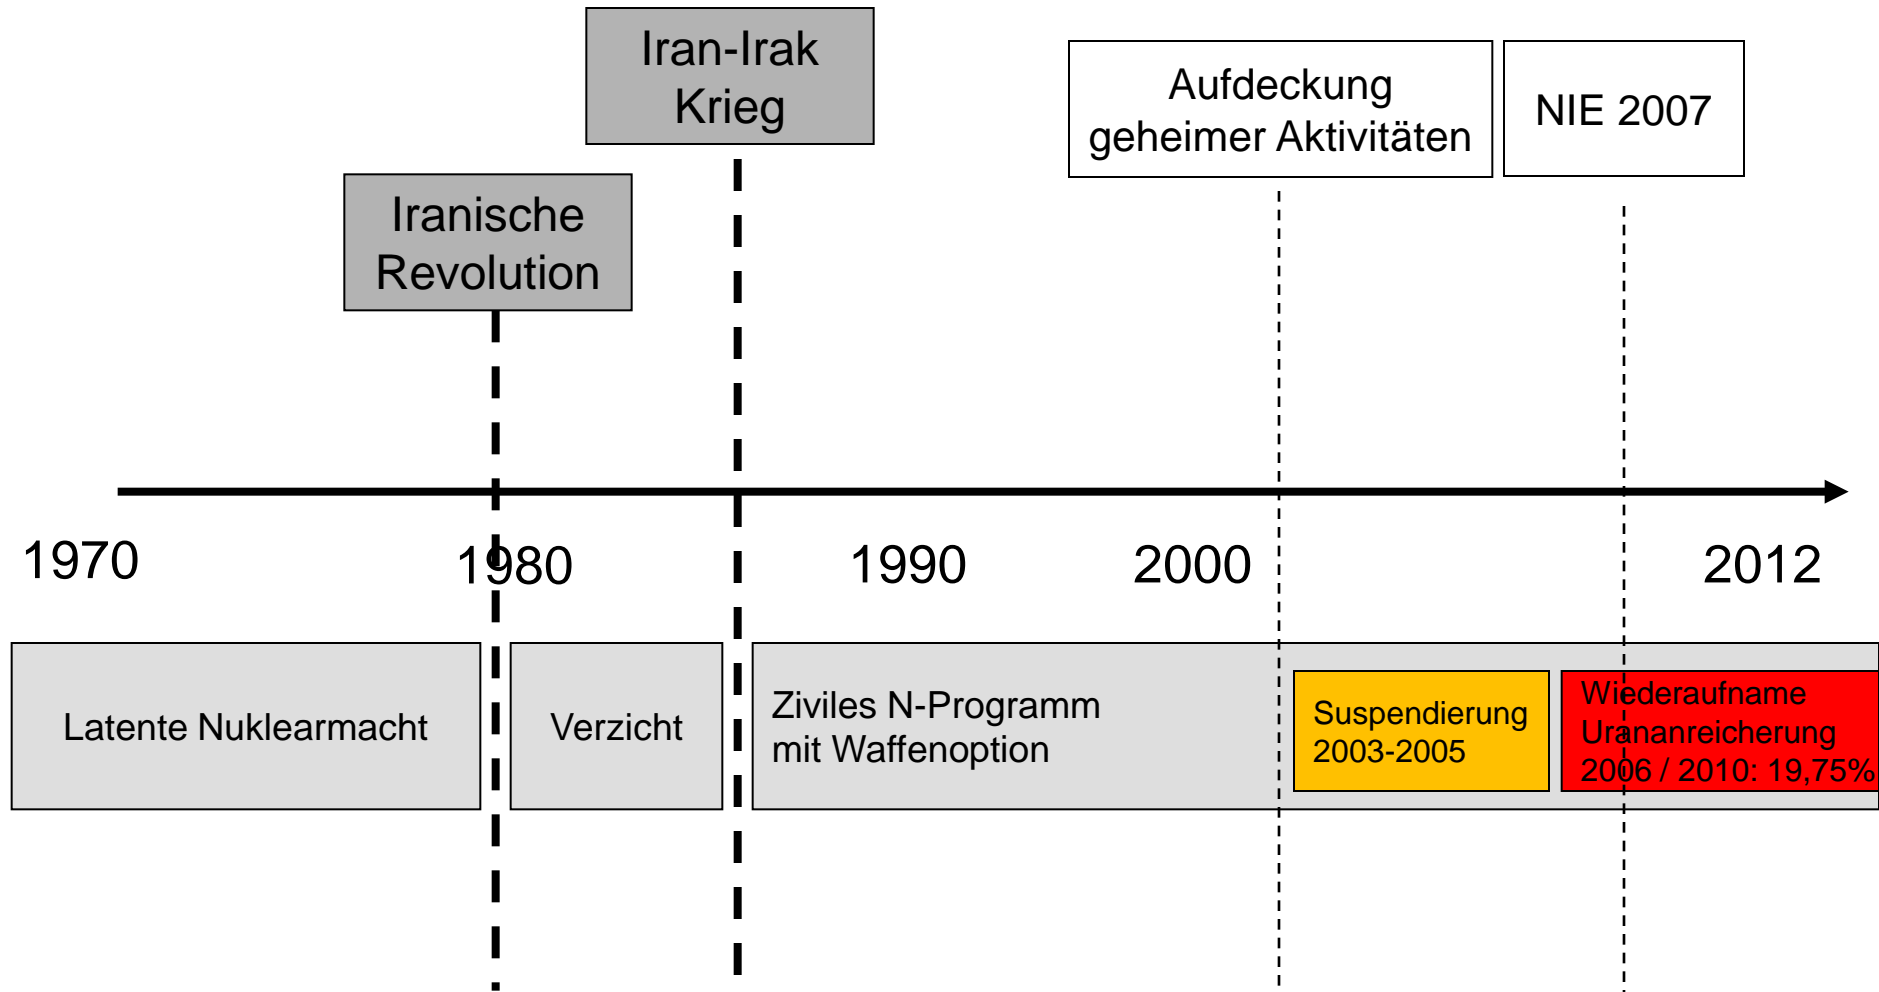 Iran-Irak
Krieg
Aufdeckung
geheimer Aktivitäten
NIE 2007
Iranische
Revolution
1970
1980
1990
2000
2012
Latente Nuklearmacht
Verzicht
Ziviles N-Programm
mit Waffenoption
Suspendierung
2003-2005
Wiederaufname
Urananreicherung
2006 / 2010: 19,75%